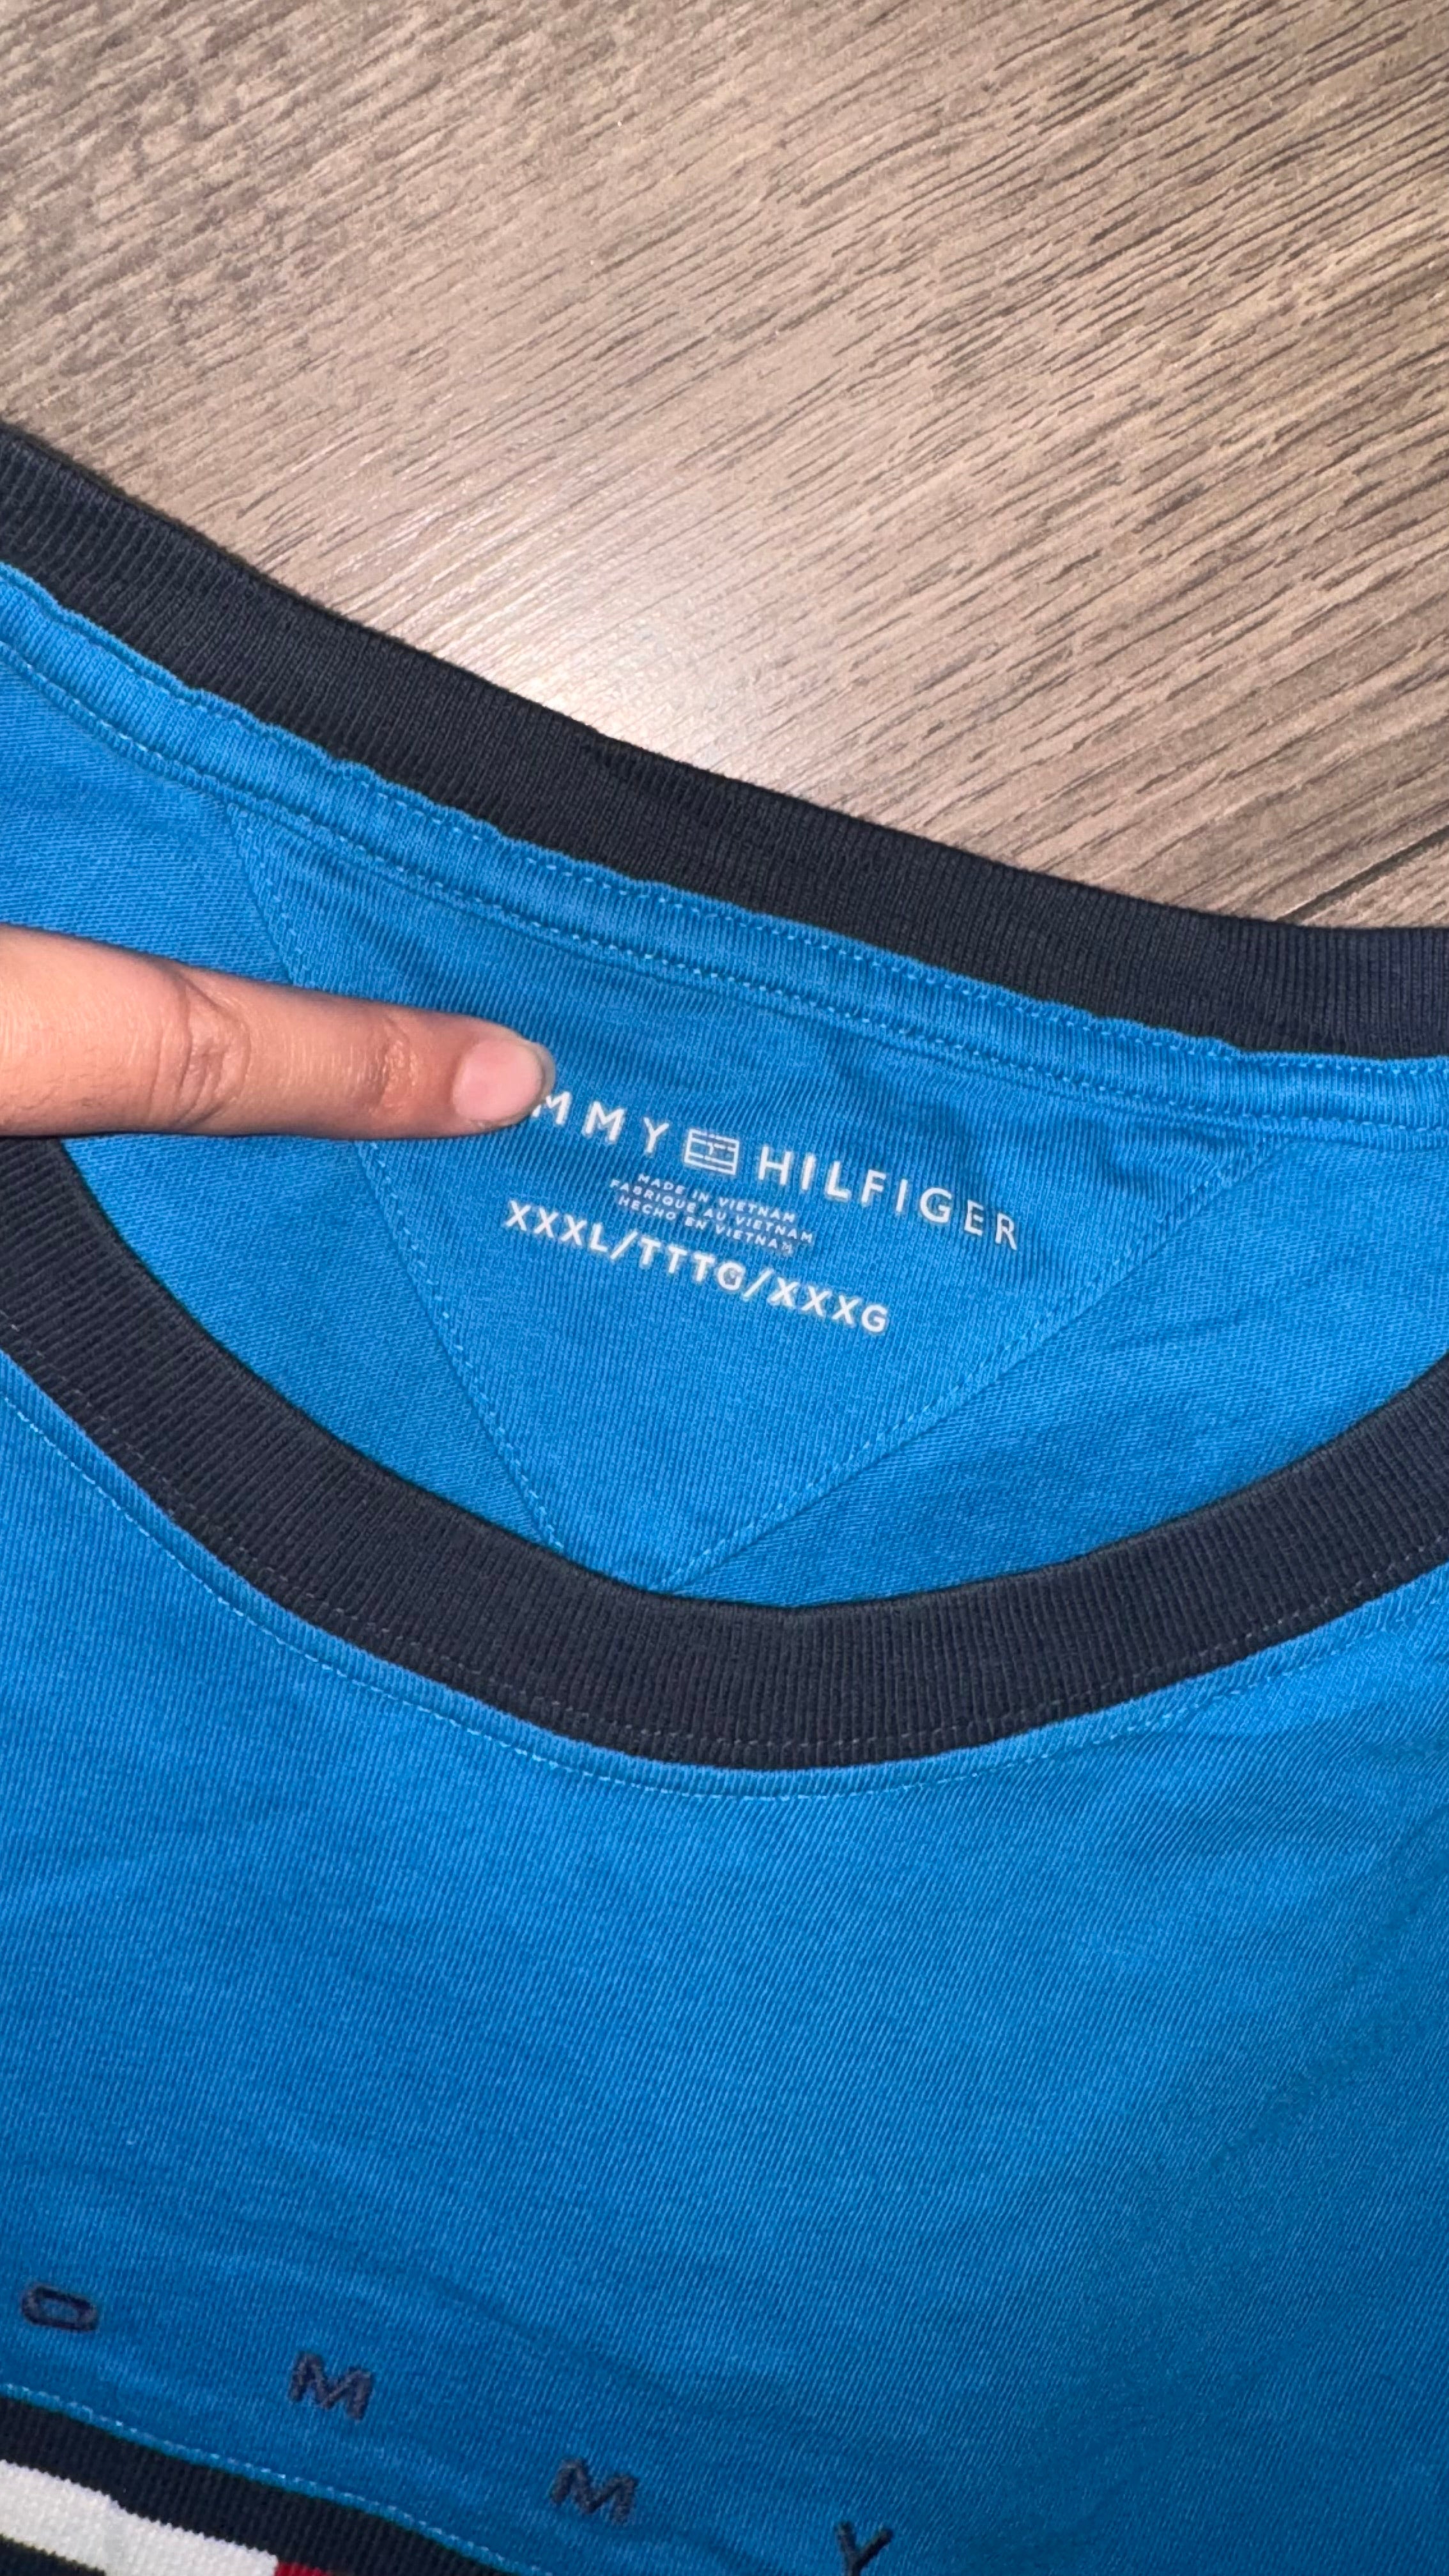 MMY HILFIGER
MADE IN VIETNAM
FABRIQUE AU VIETNAM
HECHO EN VIETNAM
XXXL/TTTG/XXXG
O M M Y